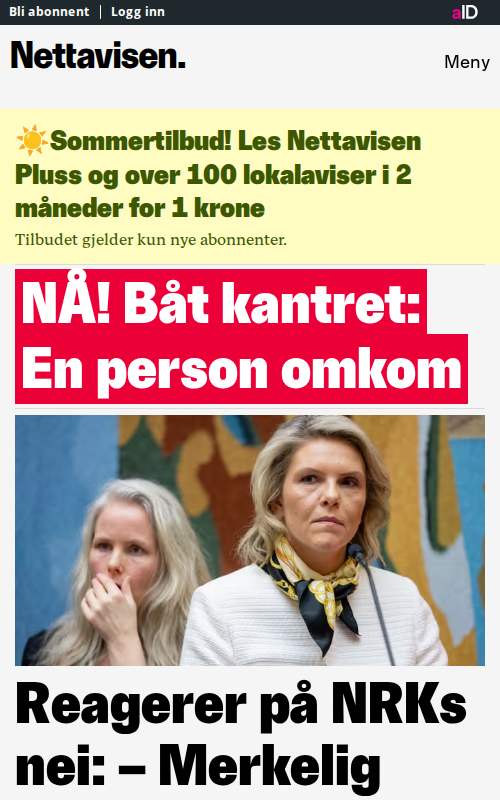 Bli abonnent | Logg inn
aID
Nettavisen.
Meny
☀️Sommertilbud! Les Nettavisen
Pluss og over 100 lokalaviser i 2
måneder for 1 krone
Tilbudet gjelder kun nye abonnenter.
NÅ! Båt kantret:
En person omkom
Reagerer på NRKs
nei: – Merkelig